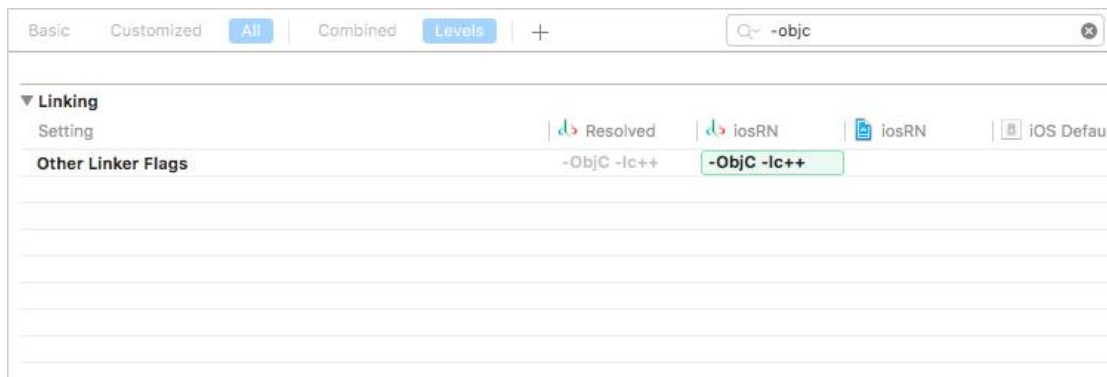 Basic Customized All Combined Levels + -objc
Linking
Setting Resolved iosRN iosRN iOS Defau
Other Linker Flags -ObjC -lc++ -ObjC -lc++